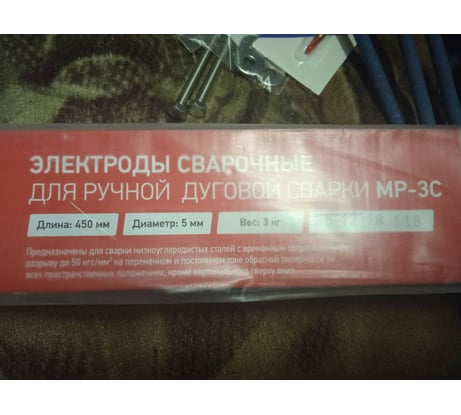 ЭЛЕКТРОДЫ СВАРОЧНЫЕ
ДЛЯ РУЧНОЙ ДУГОВОЙ СВАРКИ МР-3С
Длина: 450 мм Диаметр: 5 мм Вес: 3 кг
Предназначены для сварки низкоуглеродистых сталей с временным сопротивлением
разрыву до 50 кгс/мм² на переменном и постоянном токе обратной полярности во
всех пространственных положениях, кроме вертикального сверху вниз